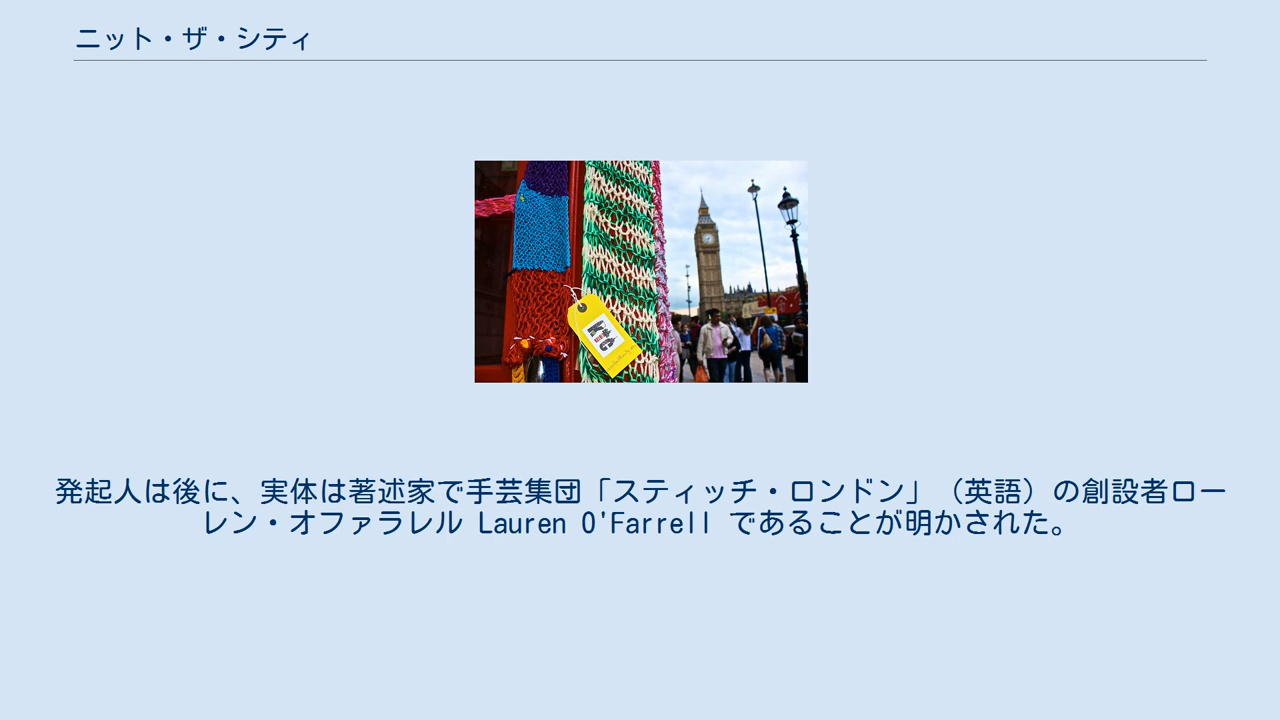 ニット・ザ・シティ
発起人は後に、実体は著述家で手芸集団「スティッチ・ロンドン」（英語）の創設者ロー
レン・オファラレル Lauren O'Farrell であることが明かされた。